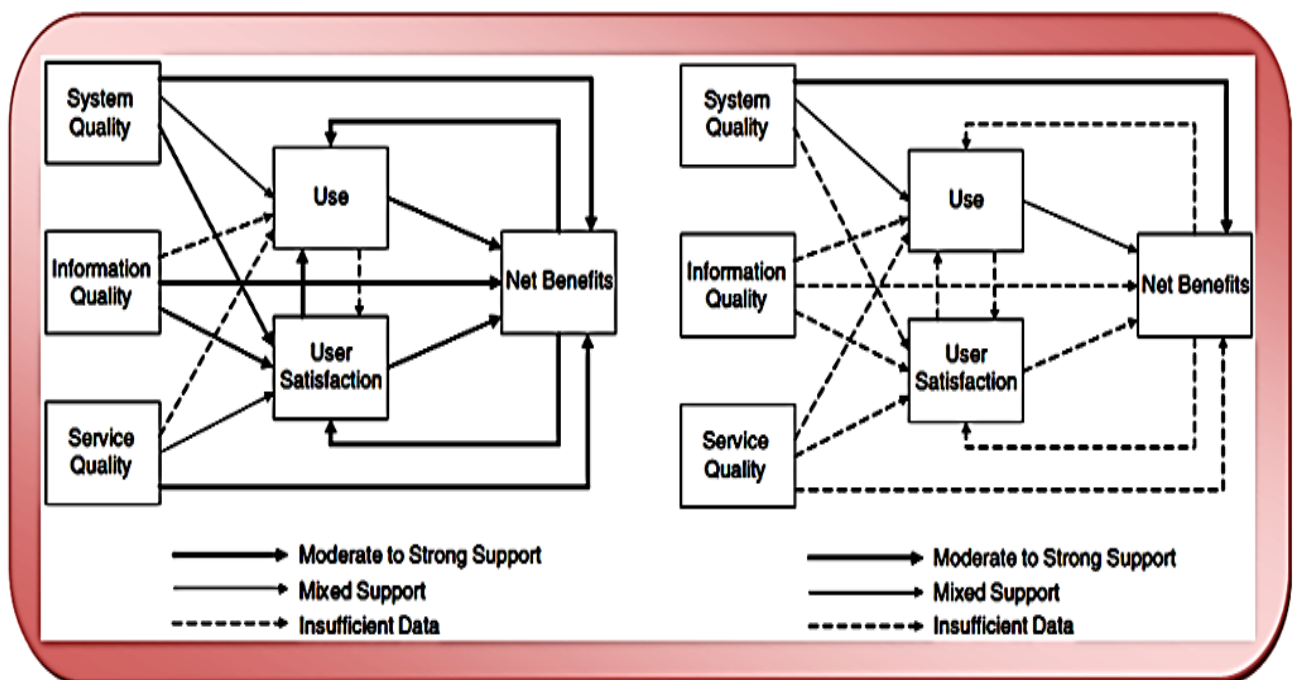 System
Quality
Use
Information
Quality
Net Benefits
User
Satisfaction
Service
Quality
Moderate to Strong Support
Mixed Support
Insufficient Data
System
Quality
Use
Information
Quality
Net Benefits
User
Satisfaction
Service
Quality
Moderate to Strong Support
Mixed Support
Insufficient Data